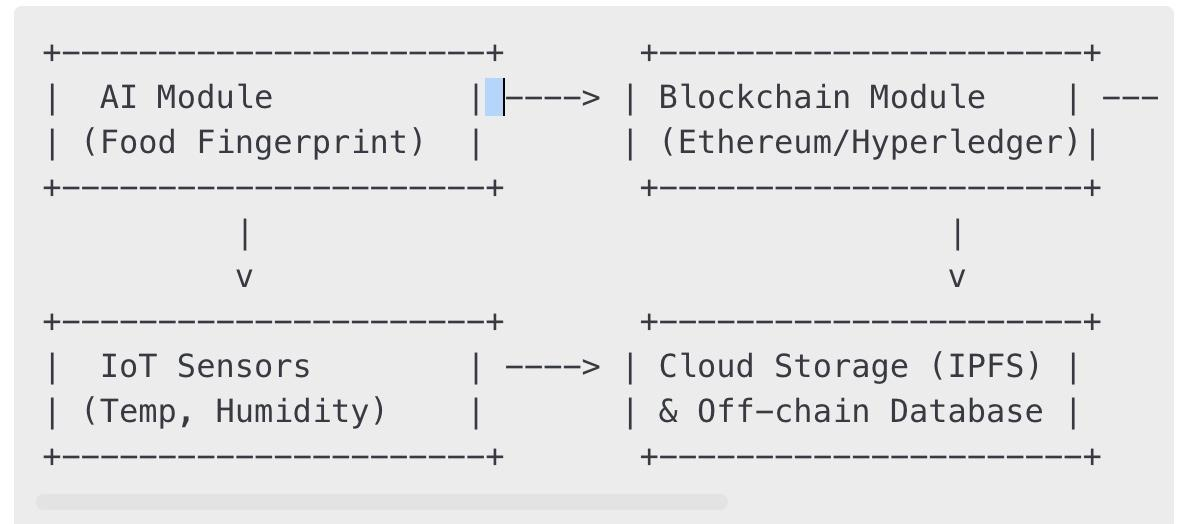 +----------------------+       +----------------------+
|  AI Module           | ----> | Blockchain Module    | ---
| (Food Fingerprint)   |       | (Ethereum/Hyperledger)|
+----------------------+       +----------------------+
          |                                    |
          v                                    v
+----------------------+       +----------------------+
|  IoT Sensors         | ----> | Cloud Storage (IPFS) |
| (Temp, Humidity)     |       | & Off-chain Database |
+----------------------+       +----------------------+